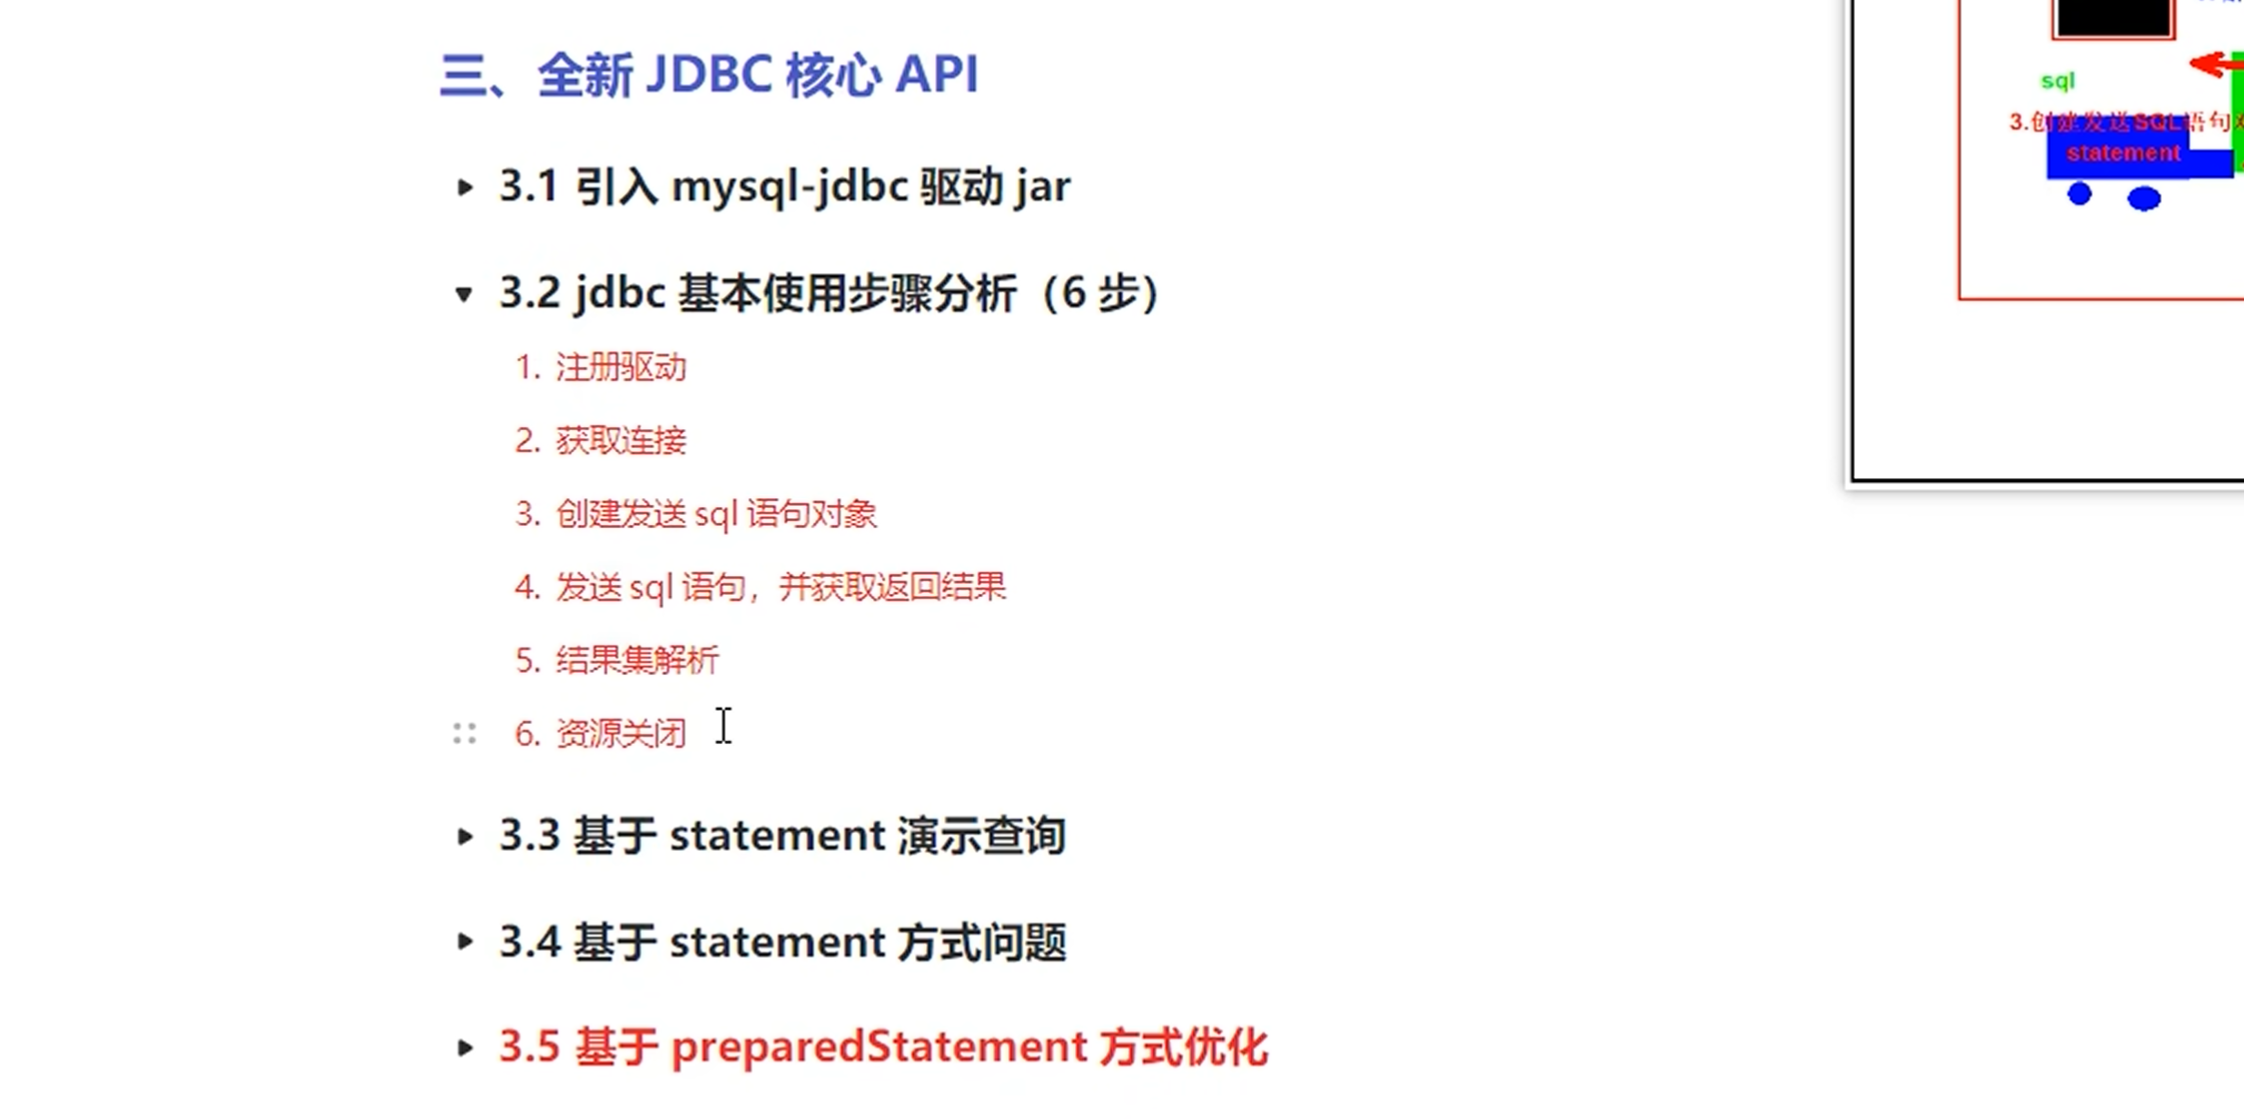 三、全新 JDBC 核心 API
3.1 引入 mysql-jdbc 驱动 jar
3.2 jdbc 基本使用步骤分析（6 步）
1. 注册驱动
2. 获取连接
3. 创建发送 sql 语句对象
4. 发送 sql 语句，并获取返回结果
5. 结果集解析
6. 资源关闭
3.3 基于 statement 演示查询
3.4 基于 statement 方式问题
3.5 基于 preparedStatement 方式优化
sql
3.创建发送SQL语句
statement